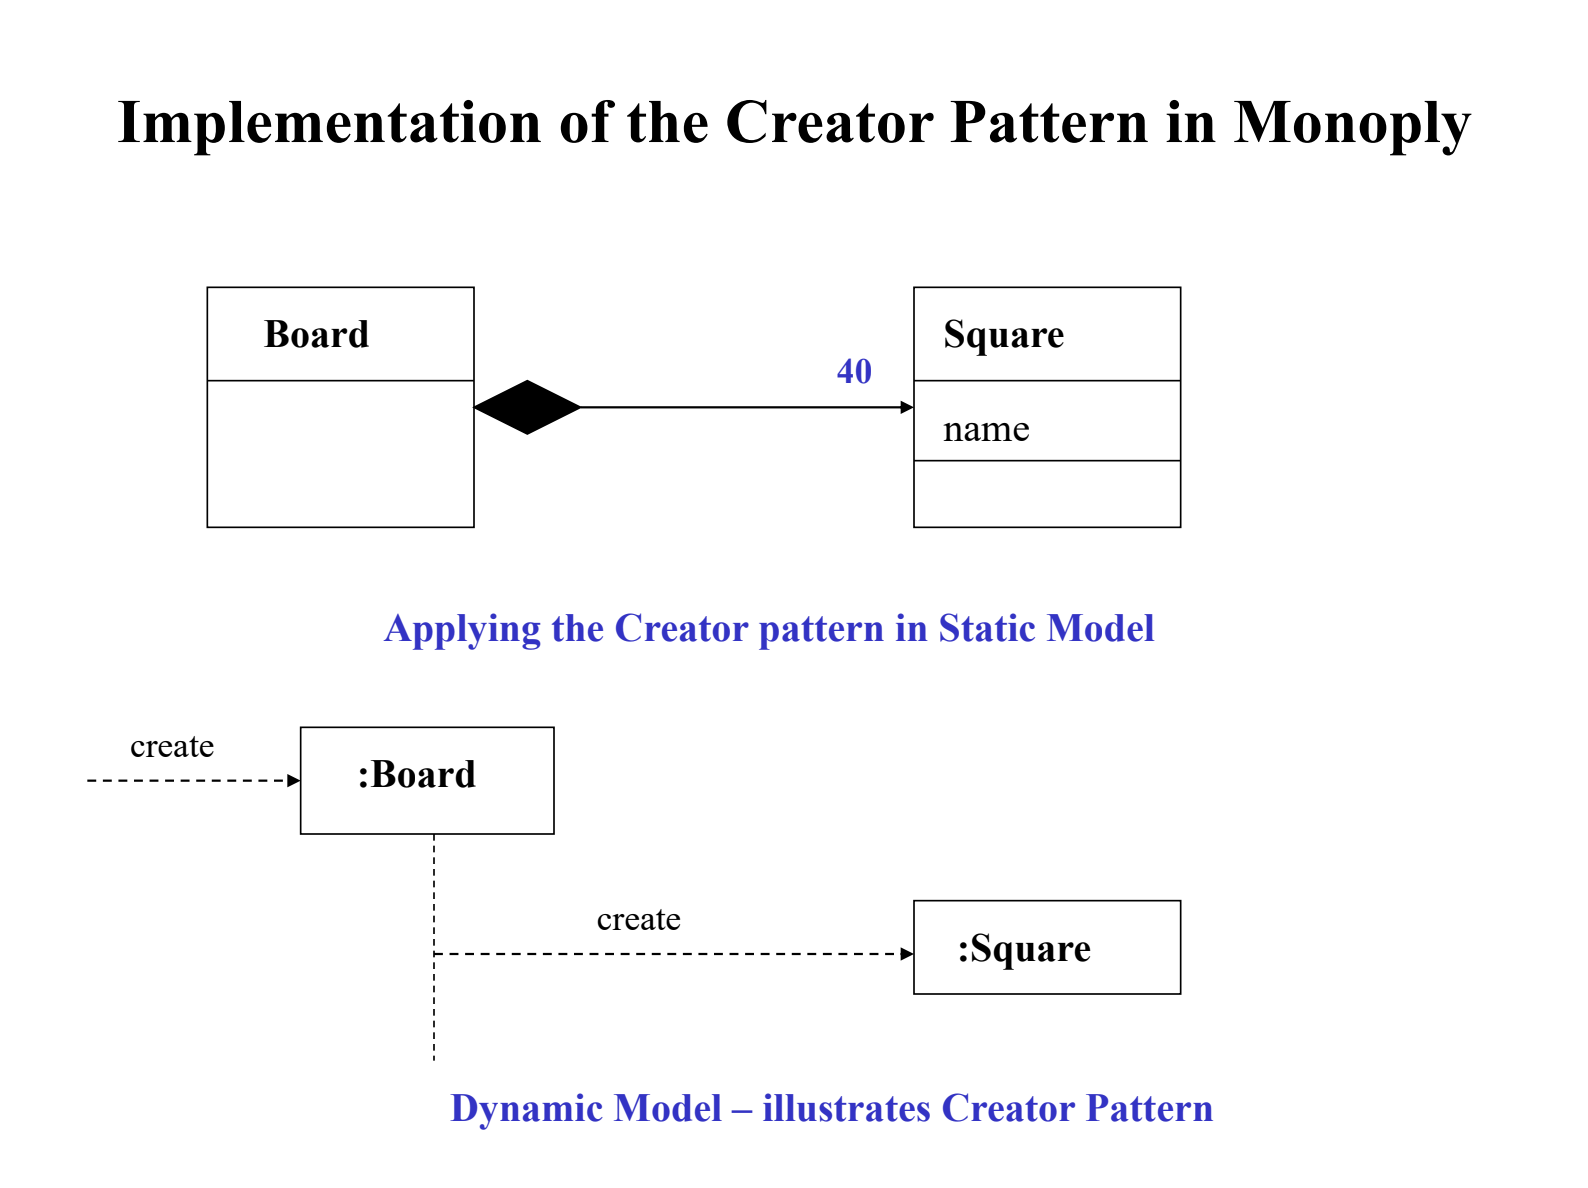 Implementation of the Creator Pattern in Monoply
Board
Square
40
name
Applying the Creator pattern in Static Model
create
:Board
create
:Square
Dynamic Model – illustrates Creator Pattern